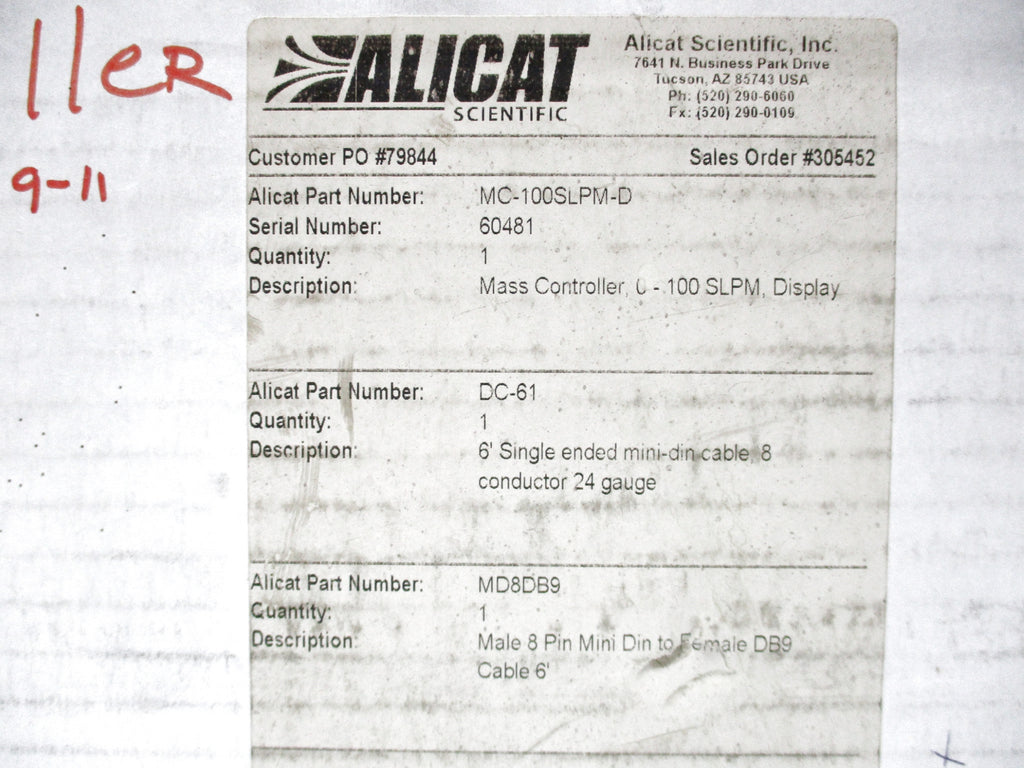 ller
9-11
ALICAT
SCIENTIFIC
Alicat Scientific, Inc.
7641 N. Business Park Drive
Tucson, AZ 85743 USA
Ph: (520) 290-6060
Fx: (520) 290-0109
Customer PO #79844 Sales Order #305452
Alicat Part Number: MC-100SLPM-D
Serial Number: 60481
Quantity: 1
Description: Mass Controller, 0 - 100 SLPM, Display
Alicat Part Number: DC-61
Quantity: 1
Description: 6' Single ended mini-din cable, 8
conductor 24 gauge
Alicat Part Number: MD8DB9
Quantity: 1
Description: Male 8 Pin Mini Din to Female DB9
Cable 6'